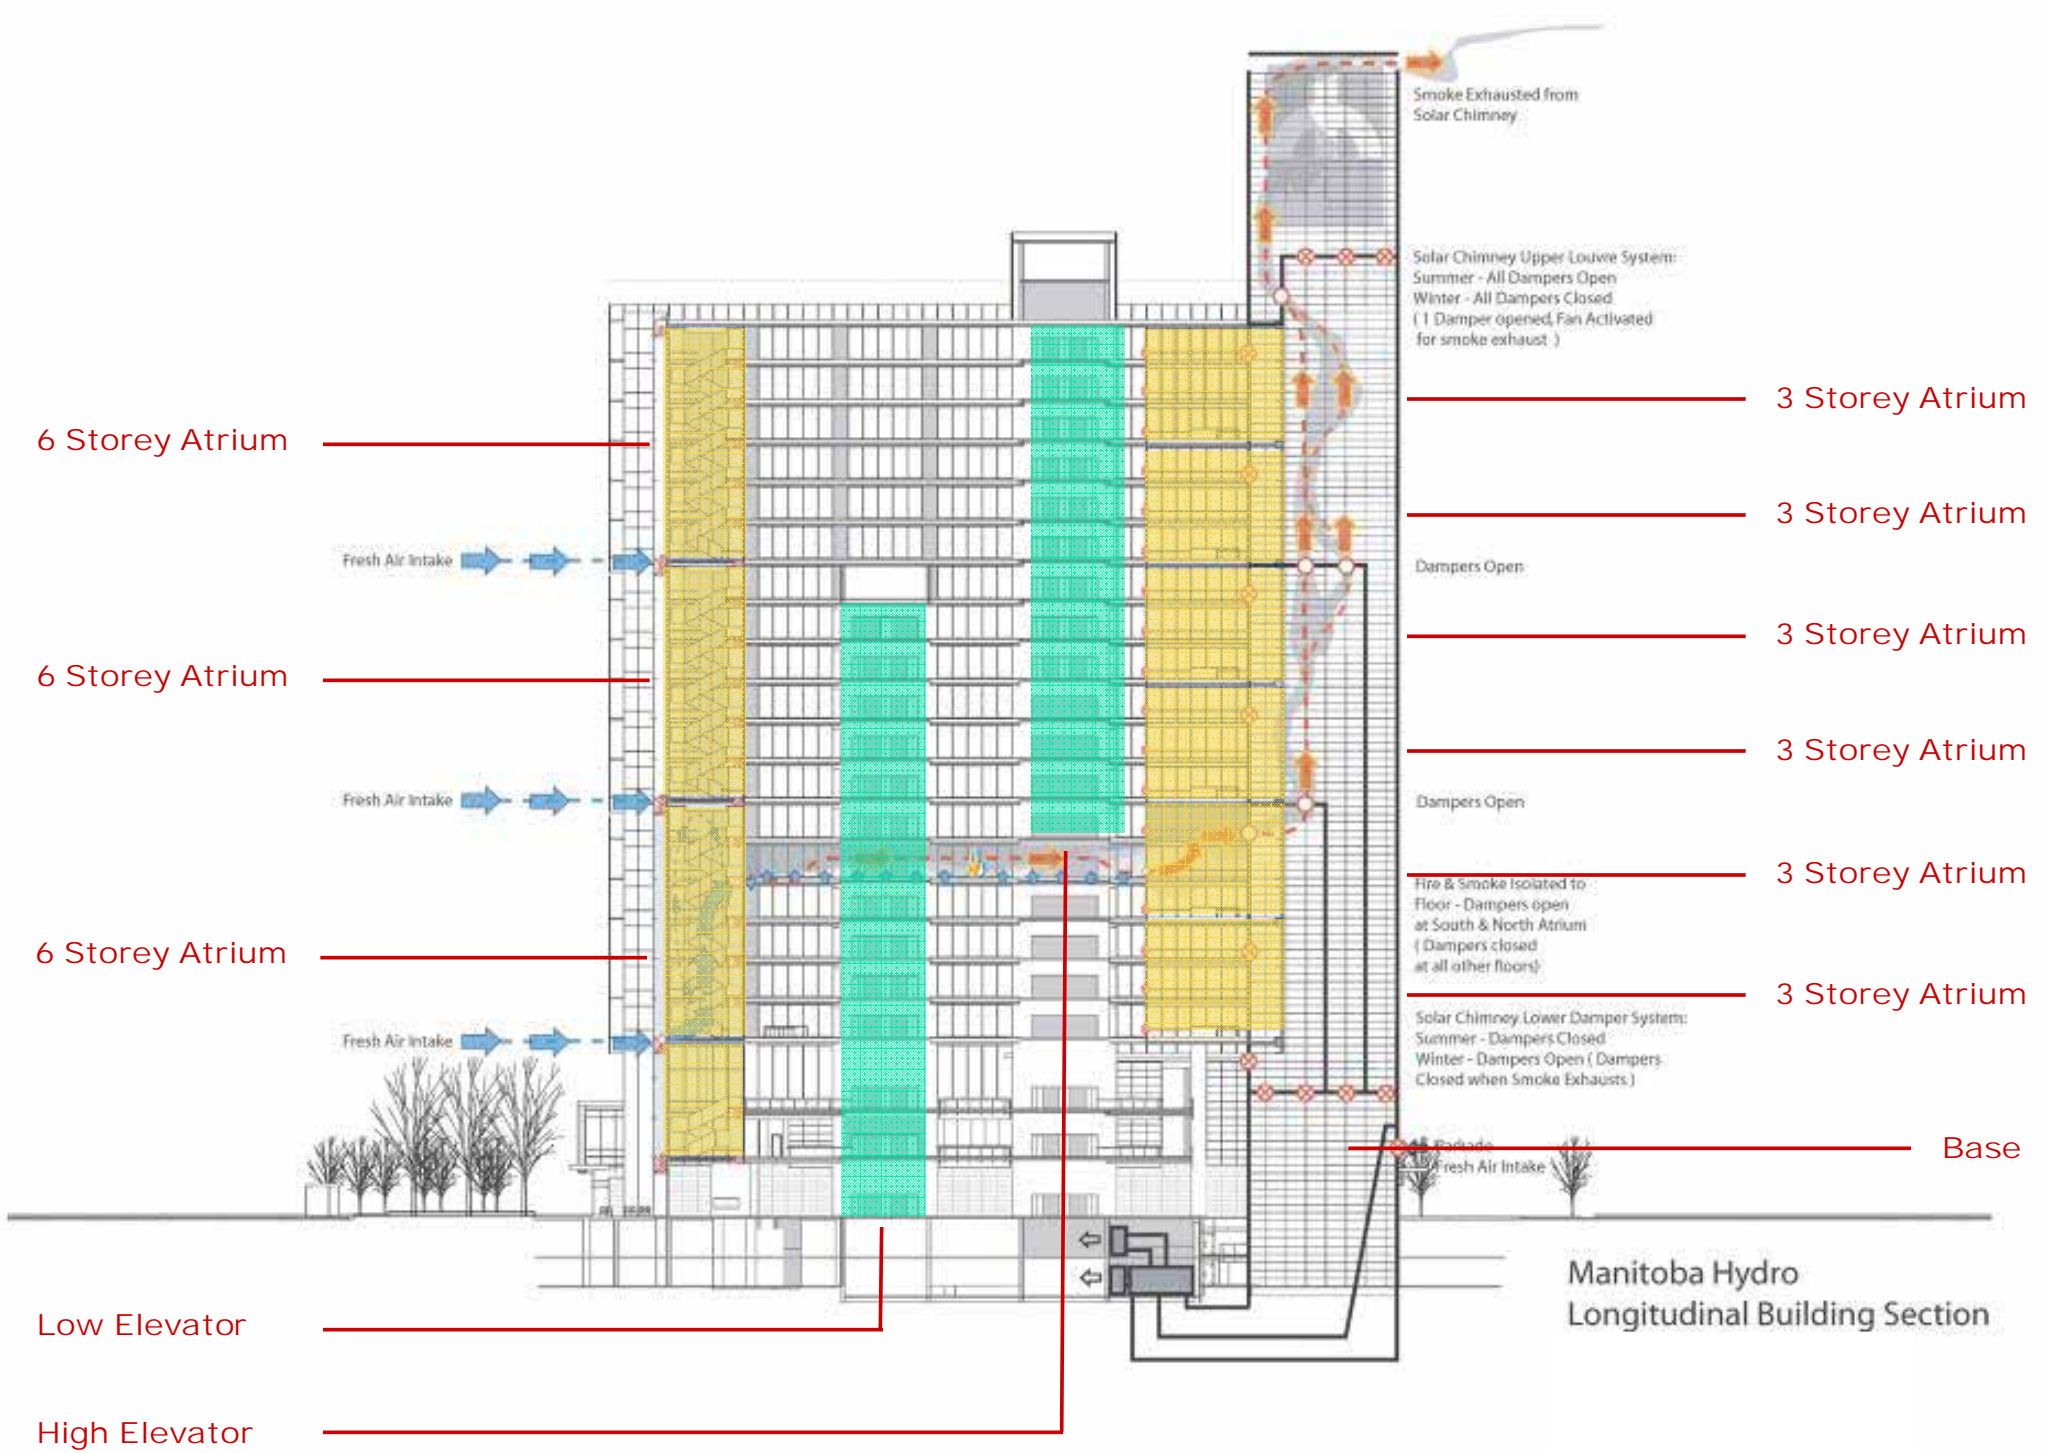 Smoke Exhausted from
Solar Chimney
Solar Chimney Upper Louvre System:
Summer - All Dampers Open
Winter - All Dampers Closed
( 1 Damper opened, Fan Activated
for smoke exhaust )
3 Storey Atrium
6 Storey Atrium
3 Storey Atrium
Fresh Air Intake
Dampers Open
3 Storey Atrium
6 Storey Atrium
3 Storey Atrium
Fresh Air Intake
Dampers Open
3 Storey Atrium
Fire & Smoke Isolated to
Floor - Dampers open
at South & North Atrium
( Dampers closed
at all other floors)
6 Storey Atrium
3 Storey Atrium
Solar Chimney Lower Damper System:
Summer - Dampers Closed
Winter - Dampers Open ( Dampers
Closed when Smoke Exhausts )
Fresh Air Intake
Parkade
Fresh Air Intake
Base
Manitoba Hydro
Longitudinal Building Section
Low Elevator
High Elevator